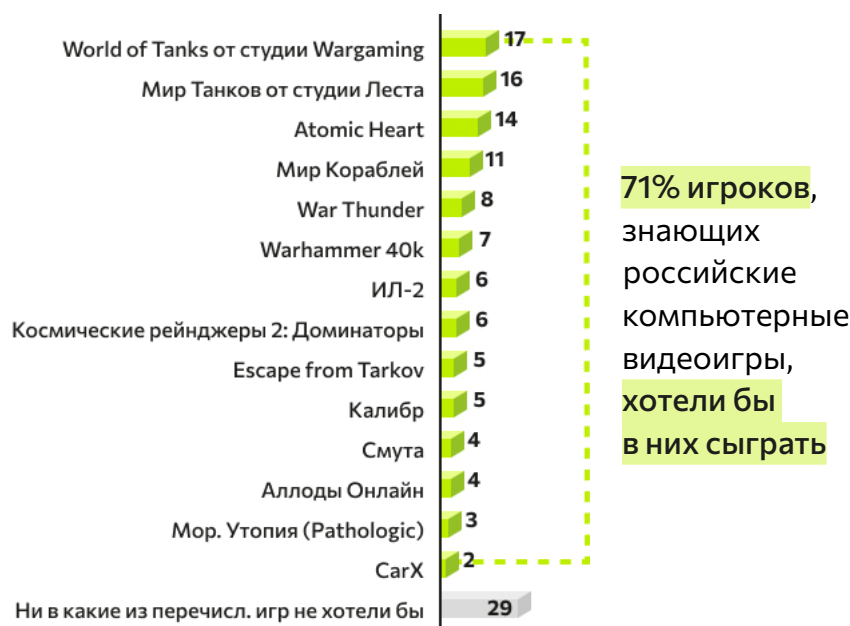 World of Tanks от студии Wargaming 17
Мир Танков от студии Леста 16
Atomic Heart 14
Мир Кораблей 11
War Thunder 8
Warhammer 40k 7
ИЛ-2 6
Космические рейнджеры 2: Доминаторы 6
Escape from Tarkov 5
Калибр 5
Смута 4
Аллоды Онлайн 4
Мор. Утопия (Pathologic) 3
CarX 2
Ни в какие из перечисл. игр не хотели бы 29
71% игроков,
знающих
российские
компьютерные
видеоигры,
хотели бы
в них сыграть